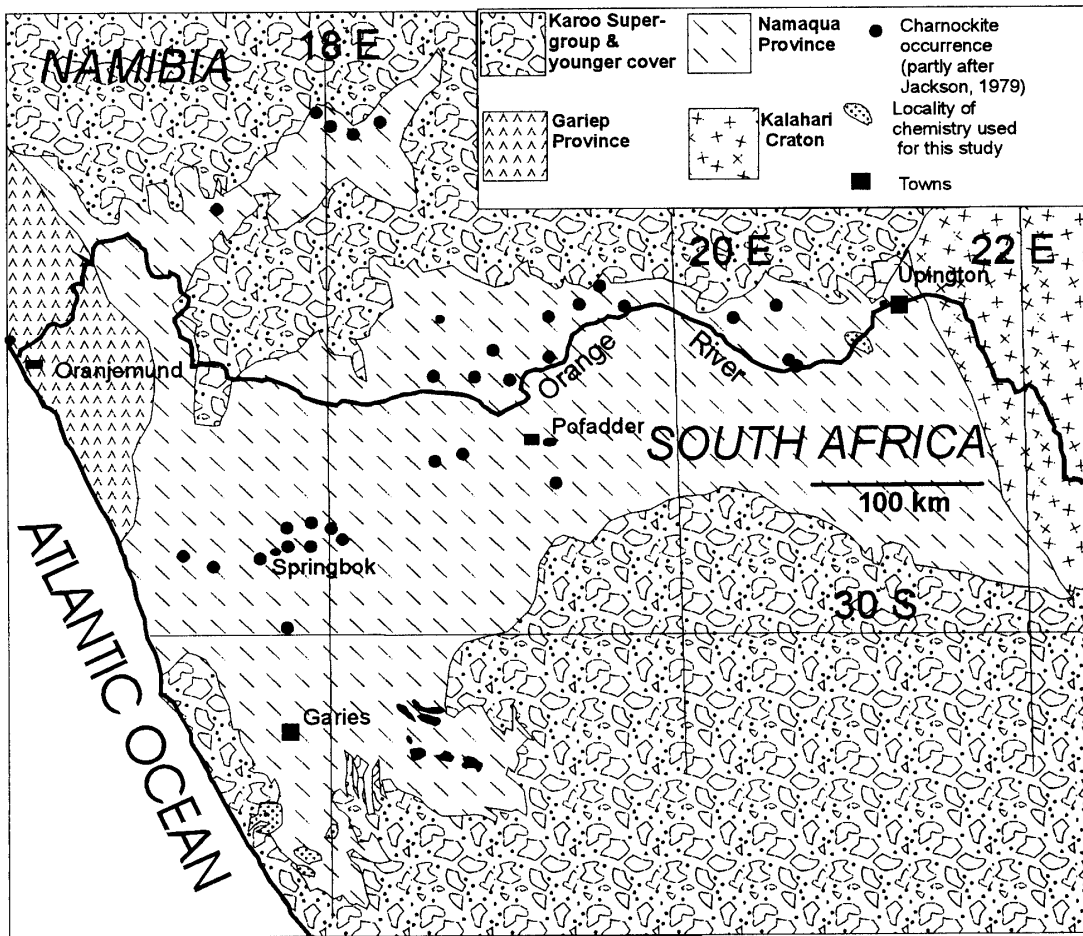 Karoo Super-
group &
younger cover
Namaqua
Province
Charnockite
occurrence
(partly after
Jackson, 1979)
Gariep
Province
Kalahari
Craton
Locality of
chemistry used
for this study
Towns
NAMIBIA
18 E
20 E
22 E
Upington
Oranjemund
Orange
River
Pofadder
SOUTH AFRICA
100 km
Springbok
30 S
ATLANTIC OCEAN
Garies